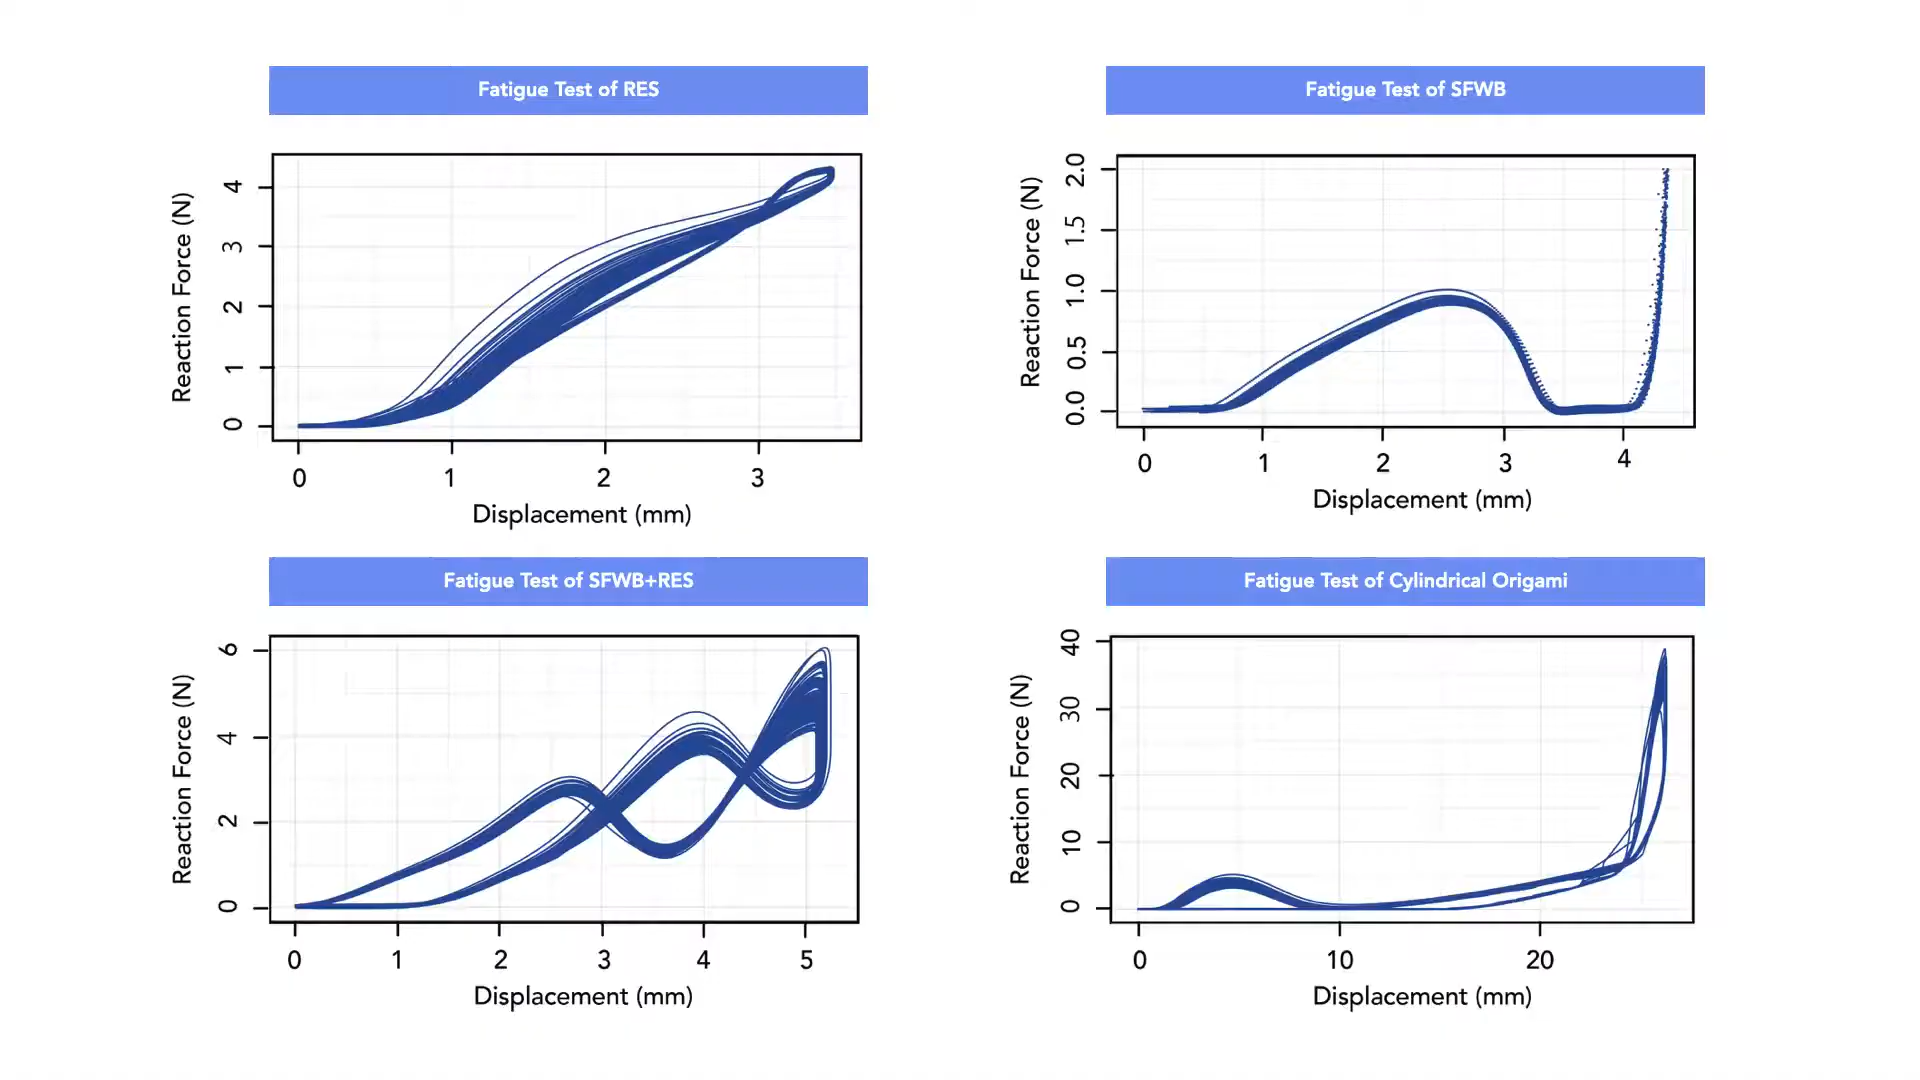 Fatigue Test of RES
Reaction Force (N)
4
3
2
1
0
0 1 2 3
Displacement (mm)
Fatigue Test of SFWB
Reaction Force (N)
2.0
1.5
1.0
0.5
0.0
0 1 2 3 4
Displacement (mm)
Fatigue Test of SFWB+RES
Reaction Force (N)
6
4
2
0
0 1 2 3 4 5
Displacement (mm)
Fatigue Test of Cylindrical Origami
Reaction Force (N)
40
30
20
10
0
0 10 20
Displacement (mm)